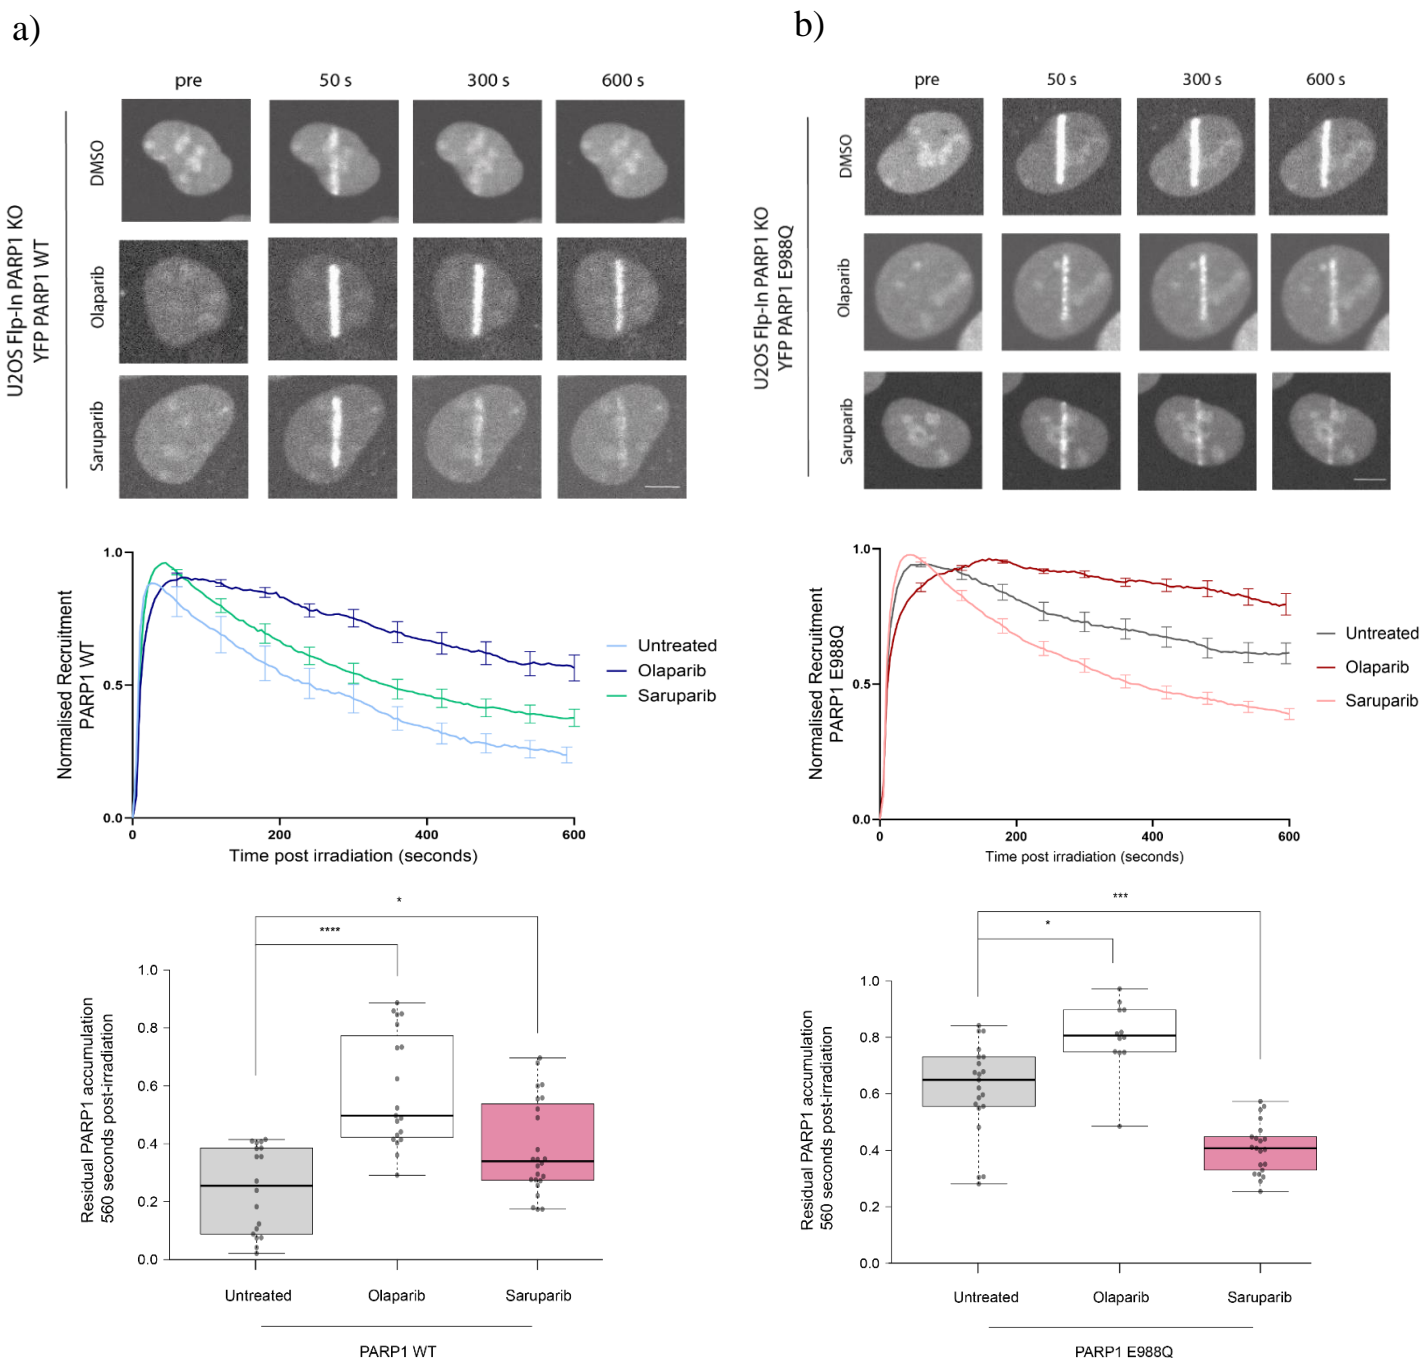 a)
pre 50 s 300 s 600 s
U2OS Flp-In PARP1 KO
YFP PARP1 WT
DMSO
Olaparib
Saruparib
Normalised Recruitment
PARP1 WT
1.0
0.5
0.0
0 200 400 600
Time post irradiation (seconds)
Untreated
Olaparib
Saruparib
*
****
Residual PARP1 accumulation
560 seconds post-irradiation
1.0
0.8
0.6
0.4
0.2
0.0
Untreated Olaparib Saruparib
PARP1 WT
b)
pre 50 s 300 s 600 s
U2OS Flp-In PARP1 KO
YFP PARP1 E988Q
DMSO
Olaparib
Saruparib
Normalised Recruitment
PARP1 E988Q
1.0
0.5
0.0
0 200 400 600
Time post irradiation (seconds)
Untreated
Olaparib
Saruparib
***
*
Residual PARP1 accumulation
560 seconds post-irradiation
1.0
0.8
0.6
0.4
0.2
0.0
Untreated Olaparib Saruparib
PARP1 E988Q